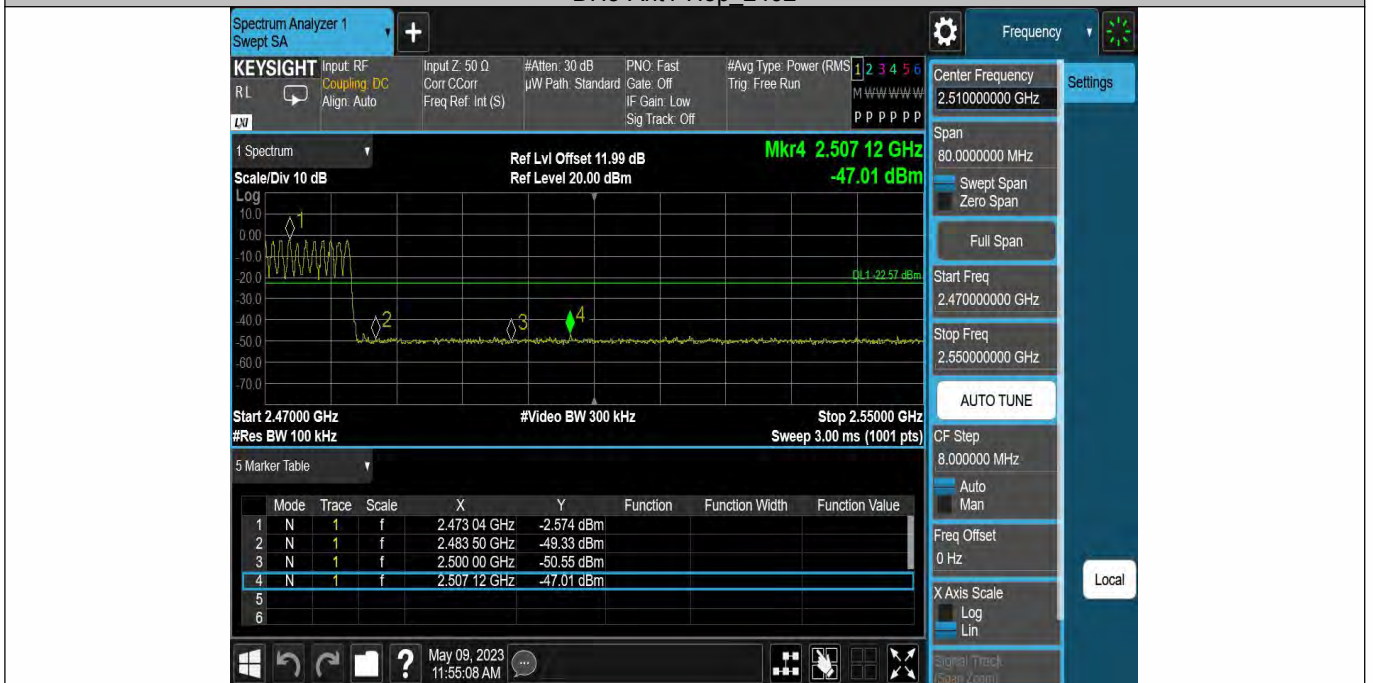 Spectrum Analyzer 1
Swept SA
+
Frequency
KEYSIGHT
RL
LXI
Input: RF
Coupling: DC
Align: Auto
Input Z: 50 Ω
Corr CCorr
Freq Ref: Int (S)
#Atten: 30 dB
µW Path: Standard
PNO: Fast
Gate: Off
IF Gain: Low
Sig Track: Off
#Avg Type: Power (RMS
Trig: Free Run
1 2 3 4 5 6
M W W W W W
P P P P P P
1 Spectrum
Scale/Div 10 dB
Ref Lvl Offset 11.99 dB
Ref Level 20.00 dBm
Mkr4 2.507 12 GHz
-47.01 dBm
Log
10.0
0.00
-10.0
-20.0
-30.0
-40.0
-50.0
-60.0
-70.0
1
2
3
4
DL1 -22.57 dBm
Start 2.47000 GHz
#Video BW 300 kHz
Stop 2.55000 GHz
#Res BW 100 kHz
Sweep 3.00 ms (1001 pts)
5 Marker Table
Mode Trace Scale X Y Function Function Width Function Value
1 N 1 f 2.473 04 GHz -2.574 dBm
2 N 1 f 2.483 50 GHz -49.33 dBm
3 N 1 f 2.500 00 GHz -50.55 dBm
4 N 1 f 2.507 12 GHz -47.01 dBm
5
6
?
May 09, 2023
11:55:08 AM
Center Frequency
2.510000000 GHz
Settings
Span
80.0000000 MHz
Swept Span
Zero Span
Full Span
Start Freq
2.470000000 GHz
Stop Freq
2.550000000 GHz
AUTO TUNE
CF Step
8.000000 MHz
Auto
Man
Freq Offset
0 Hz
X Axis Scale
Log
Lin
Signal Track
(Span Zoom)
Local